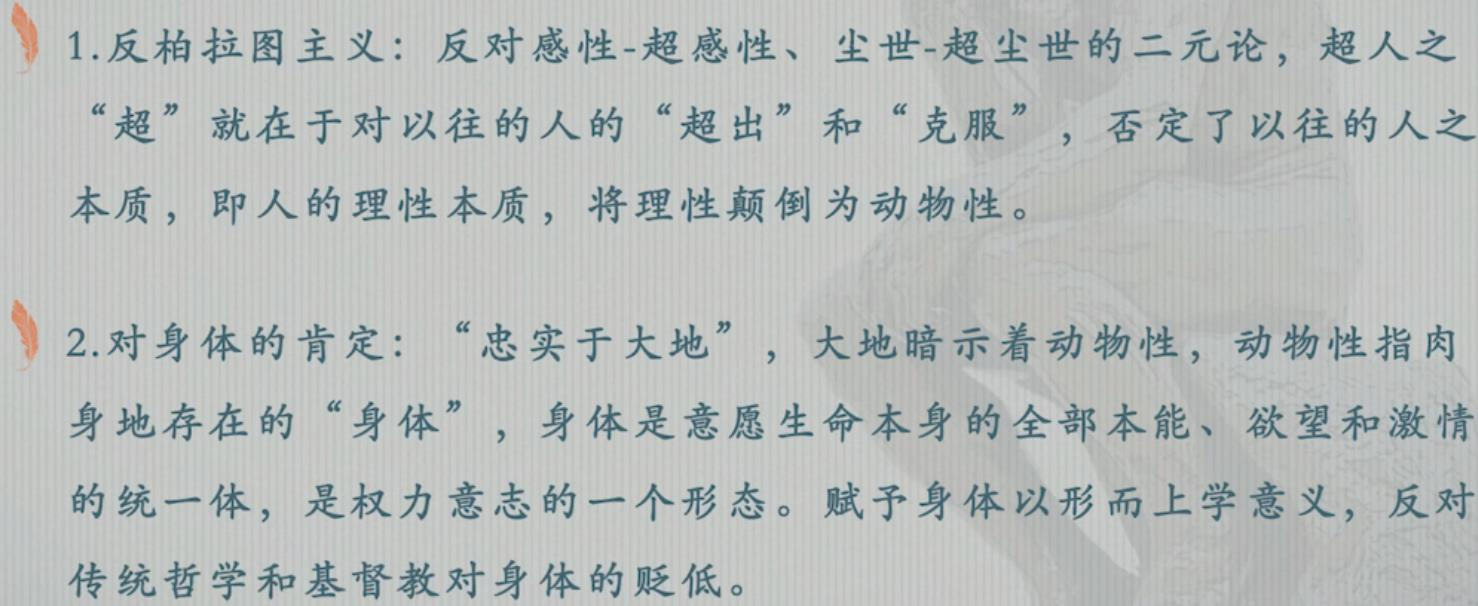 1.反柏拉图主义：反对感性-超感性、尘世-超尘世的二元论，超人之
“超”就在于对以往的人的“超出”和“克服”，否定了以往的人之
本质，即人的理性本质，将理性颠倒为动物性。
2.对身体的肯定：“忠实于大地”，大地暗示着动物性，动物性指肉
身地存在的“身体”，身体是意愿生命本身的全部本能、欲望和激情
的统一体，是权力意志的一个形态。赋予身体以形而上学意义，反对
传统哲学和基督教对身体的贬低。